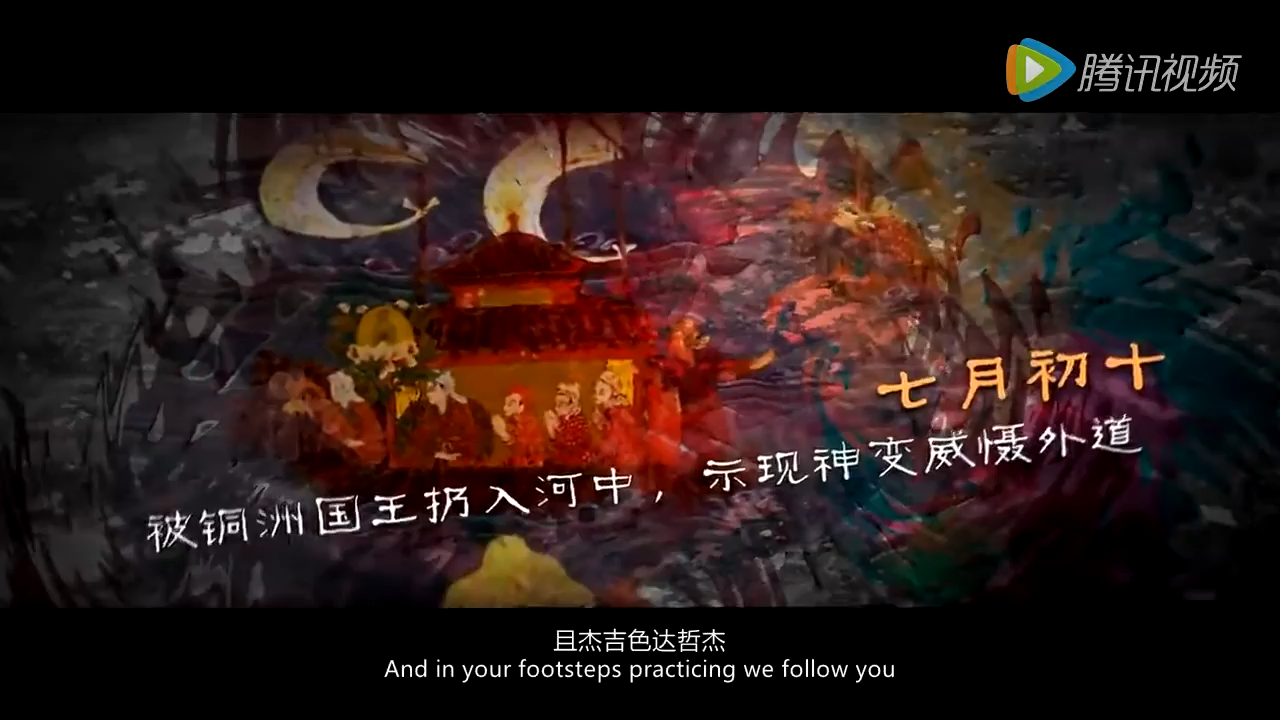 腾讯视频
七月初十
被铜洲国王扔入河中，示现神变威慑外道
且杰吉色达哲杰
And in your footsteps practicing we follow you